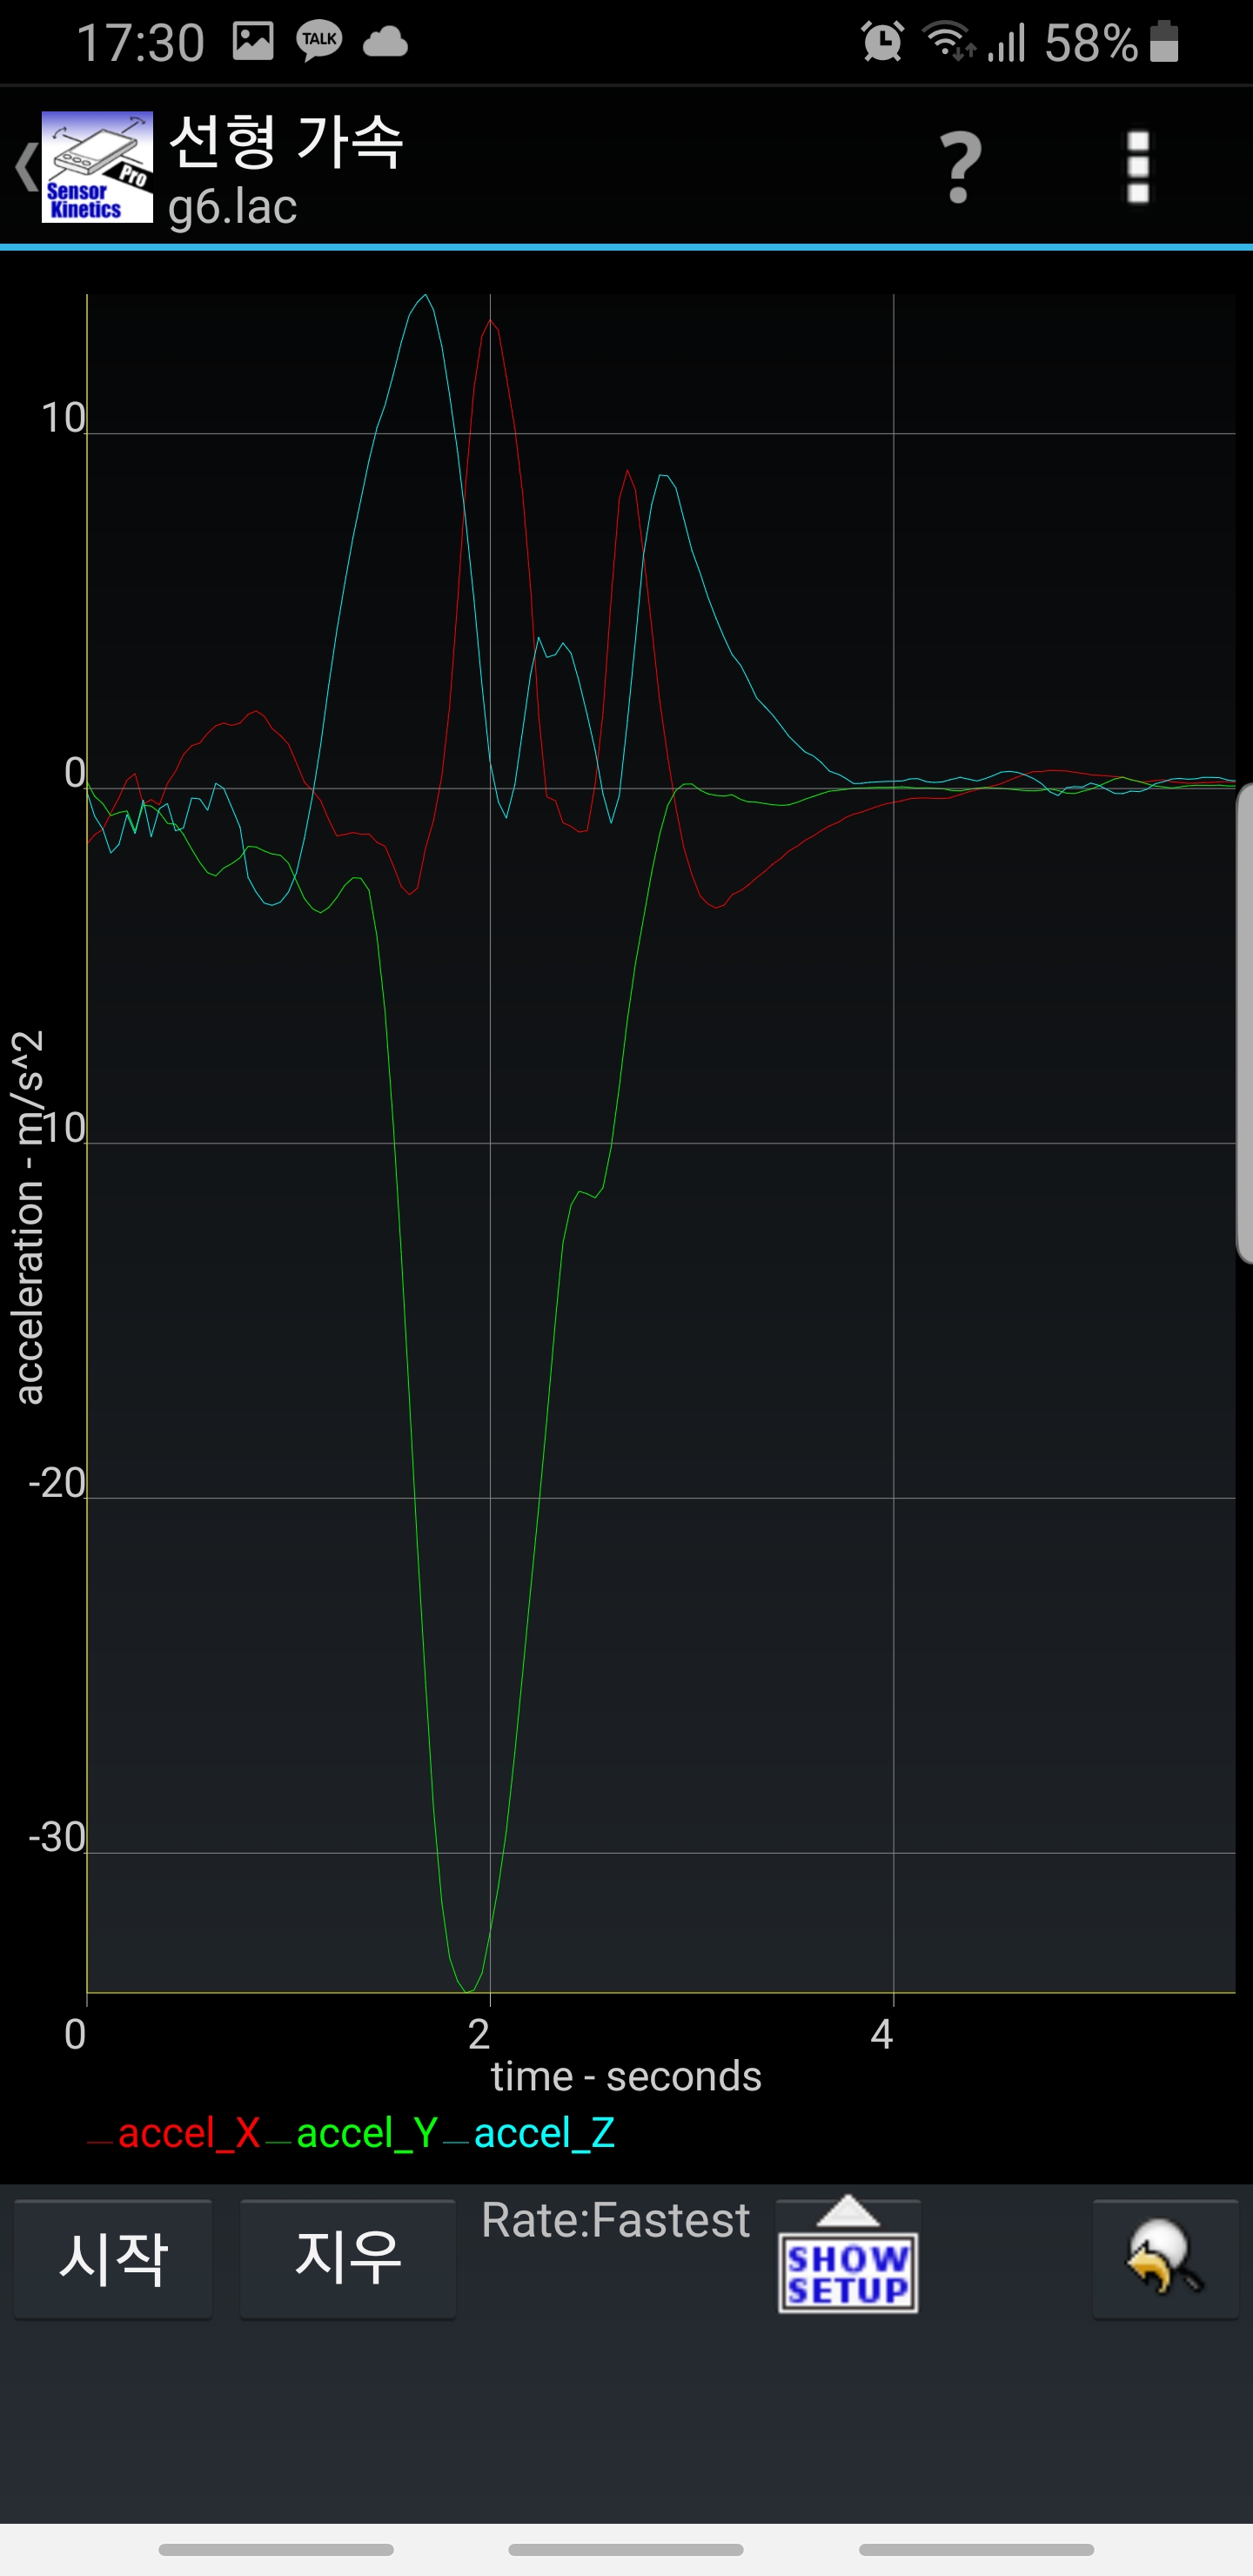 17:30 TALK 58%
선형 가속
Sensor Kinetics Pro
g6.lac
?
10
0
10
-20
-30
acceleration - m/s^2
0 2 4
time - seconds
accel_X accel_Y accel_Z
시작 지우 Rate:Fastest
SHOW
SETUP